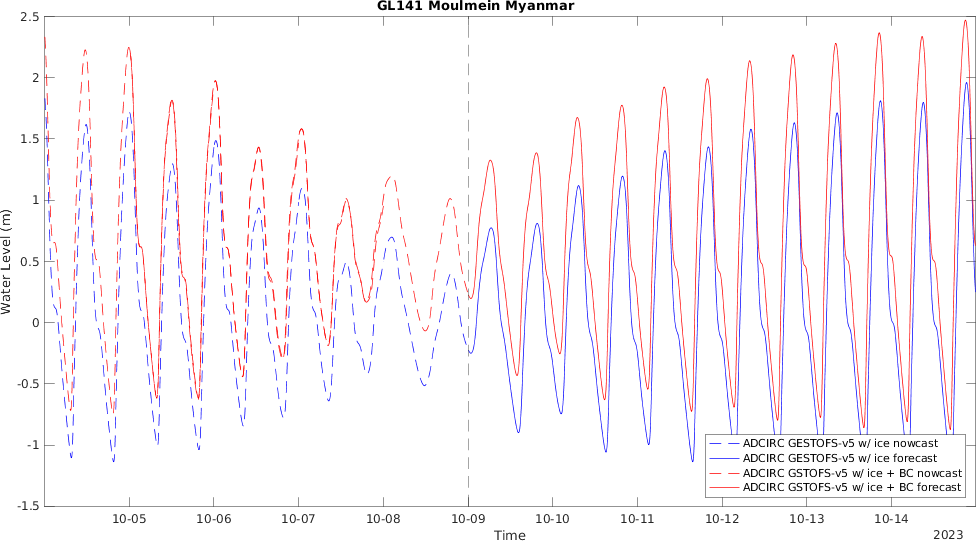 GL141 Moulmein Myanmar
2.5
2
1.5
1
0.5
0
-0.5
-1
-1.5
Water Level (m)
10-05 10-06 10-07 10-08 10-09 10-10 10-11 10-12 10-13 10-14
Time
2023
ADCIRC GESTOFS-v5 w/ ice nowcast
ADCIRC GESTOFS-v5 w/ ice forecast
ADCIRC GSTOFS-v5 w/ ice + BC nowcast
ADCIRC GSTOFS-v5 w/ ice + BC forecast